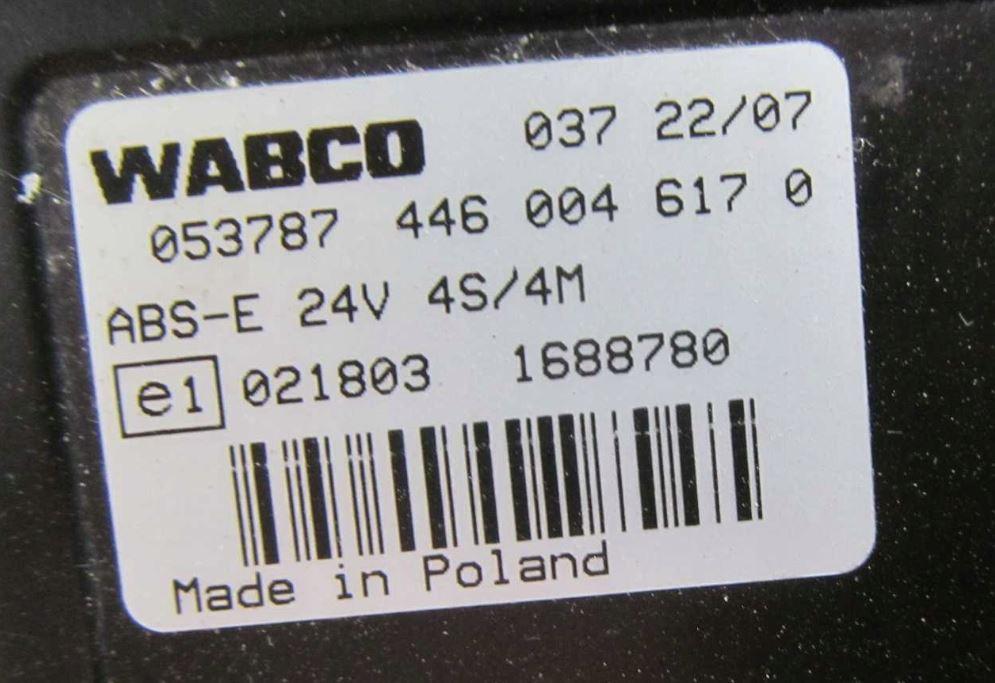 WABCO 037 22/07
053787 446 004 617 0
ABS-E 24V 4S/4M
e1 021803 1688780
Made in Poland